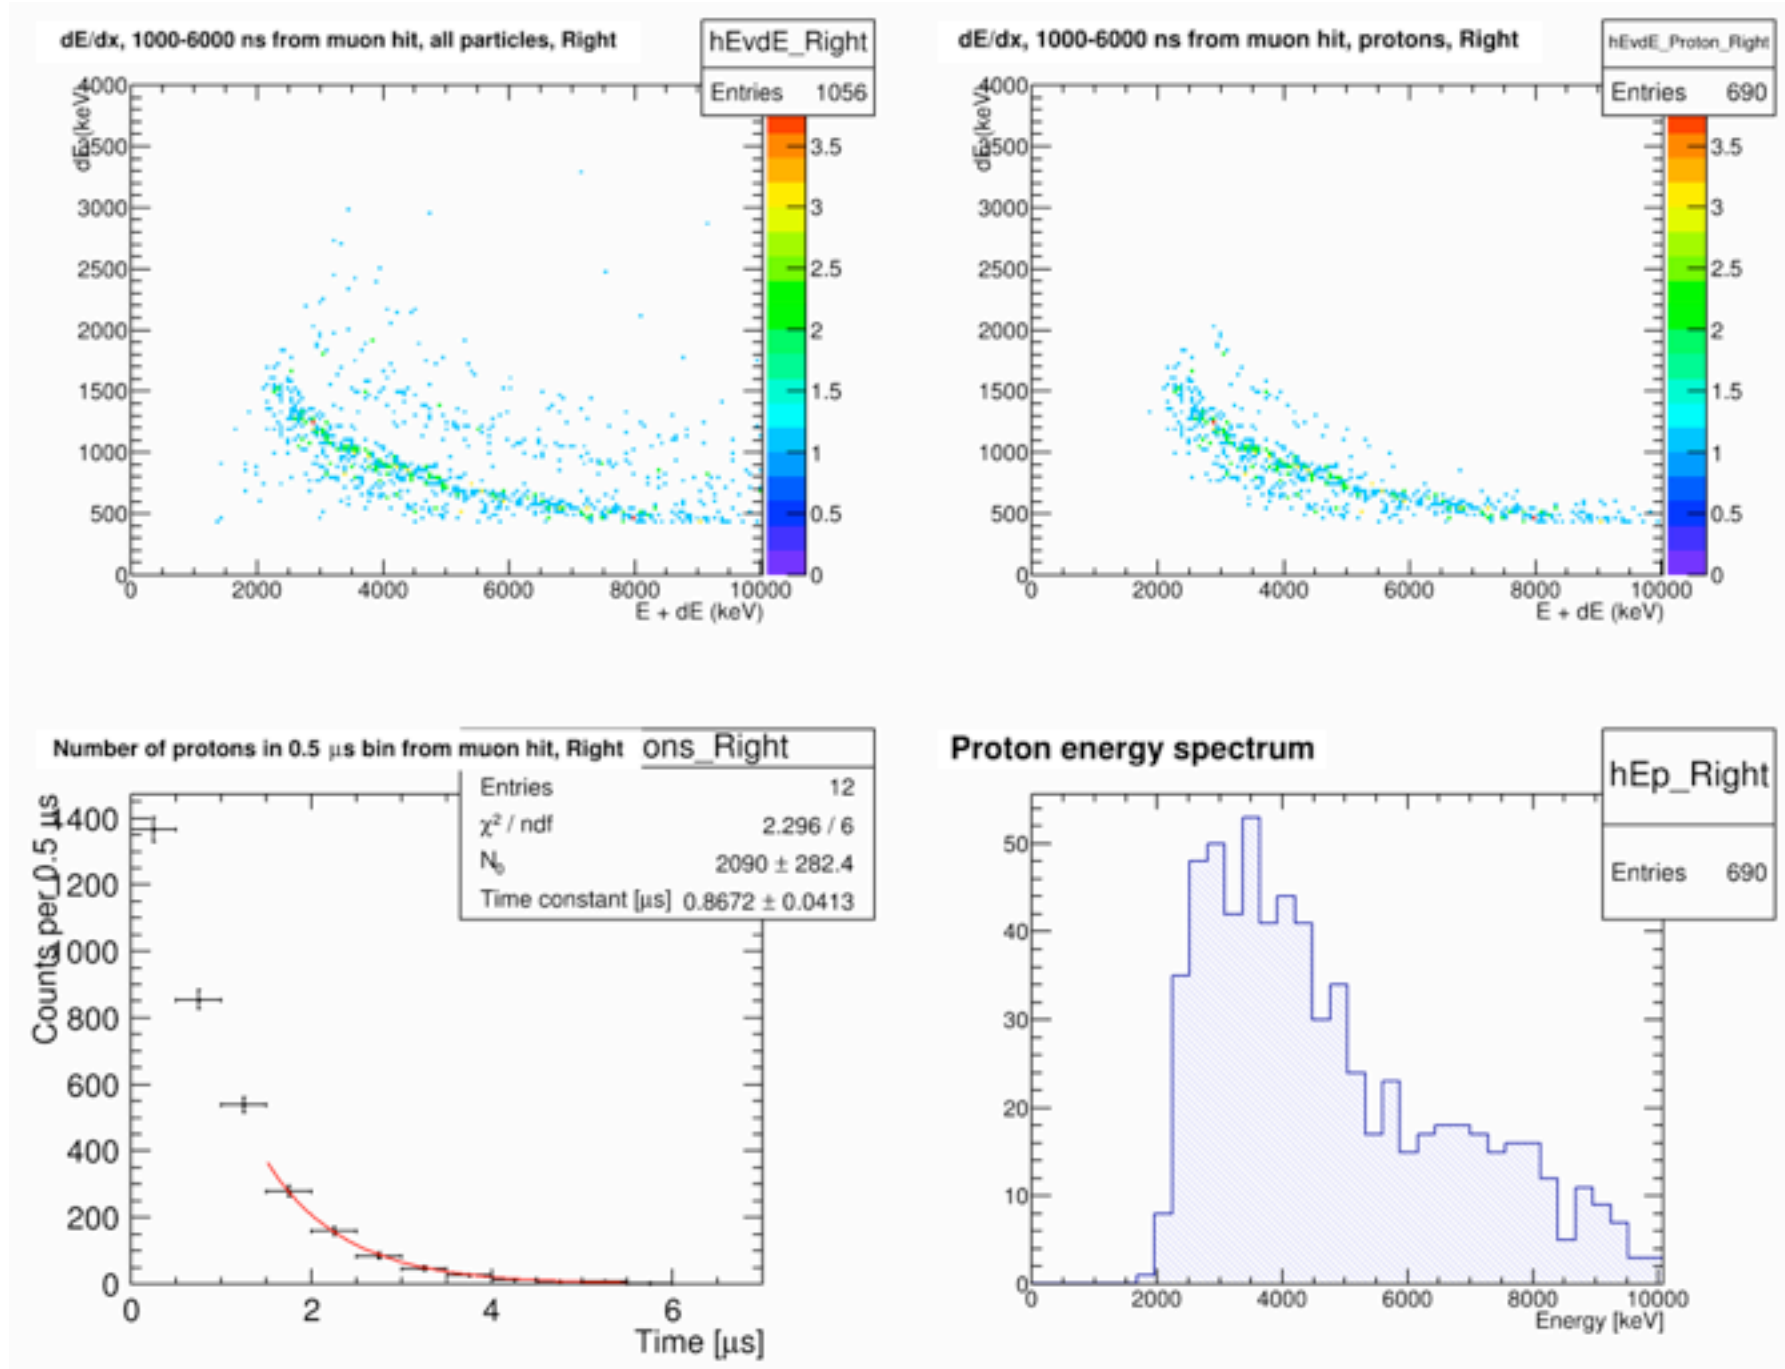 dE/dx, 1000-6000 ns from muon hit, all particles, Right
hEvdE_Right
Entries 1056
dE (keV)
4000
3500
3000
2500
2000
1500
1000
500
0
0 2000 4000 6000 8000 10000
E + dE (keV)
3.5
3
2.5
2
1.5
1
0.5
0
dE/dx, 1000-6000 ns from muon hit, protons, Right
hEvdE_Proton_Right
Entries 690
dE (keV)
4000
3500
3000
2500
2000
1500
1000
500
0
0 2000 4000 6000 8000 10000
E + dE (keV)
3.5
3
2.5
2
1.5
1
0.5
0
Number of protons in 0.5 μs bin from muon hit, Right
ons_Right
Entries 12
χ² / ndf 2.296 / 6
N₀ 2090 ± 282.4
Time constant [μs] 0.8672 ± 0.0413
Counts per 0.5 μs
1400
1200
1000
800
600
400
200
0
0 2 4 6
Time [μs]
Proton energy spectrum
hEp_Right
Entries 690
50
40
30
20
10
0
0 2000 4000 6000 8000 10000
Energy [keV]